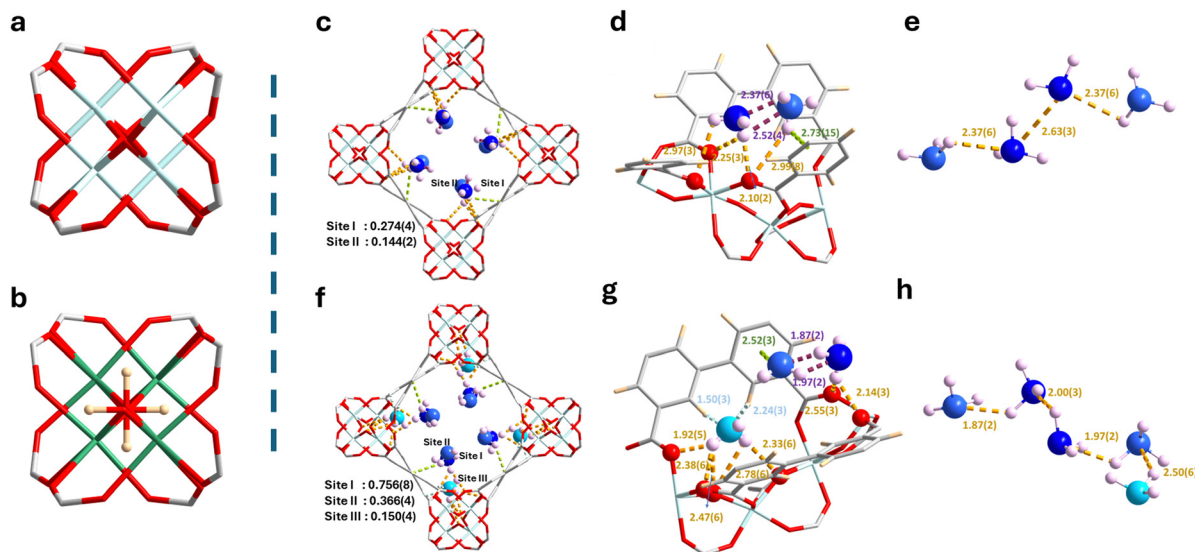 a
b
c
Site II
Site I
Site I : 0.274(4)
Site II : 0.144(2)
d
2.37(6)
2.52(4)
2.73(15)
2.97(3)
2.25(3)
2.99(8)
2.10(2)
e
2.37(6)
2.37(6)
2.63(3)
f
Site II
Site I
Site III
Site I : 0.756(8)
Site II : 0.366(4)
Site III : 0.150(4)
g
2.52(3)
1.87(2)
1.97(2)
2.14(3)
1.50(3)
2.24(3)
2.55(3)
1.92(5)
2.33(6)
2.38(6)
2.78(6)
2.47(6)
h
2.00(3)
1.87(2)
1.97(2)
2.50(6)